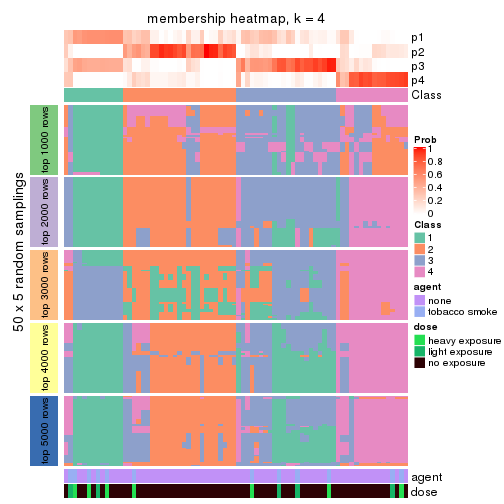 membership heatmap, k = 4
p1
p2
p3
p4
Class
50 x 5 random samplings
top 1000 rows
top 2000 rows
top 3000 rows
top 4000 rows
top 5000 rows
agent
dose
Prob
1
0.8
0.6
0.4
0.2
0
Class
1
2
3
4
agent
none
tobacco smoke
dose
heavy exposure
light exposure
no exposure